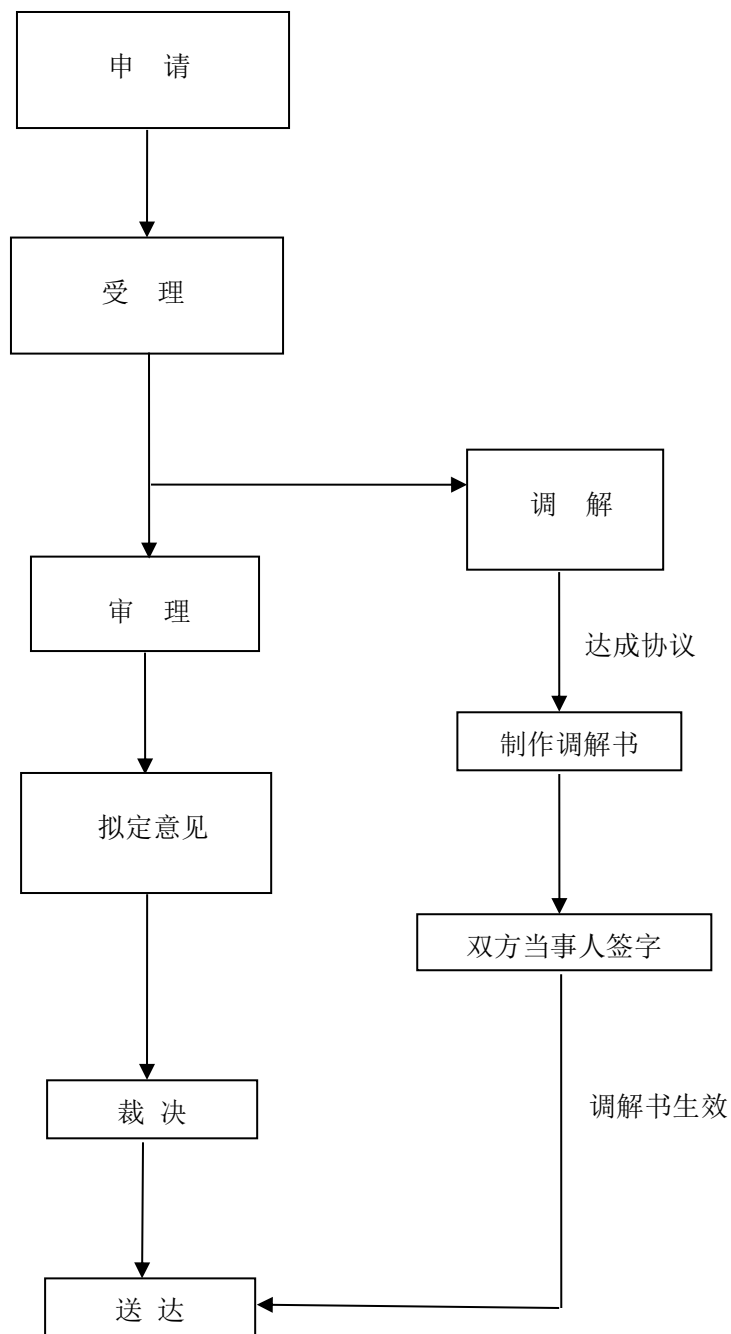 申 请
受 理
调 解
审 理
达成协议
制作调解书
拟定意见
双方当事人签字
裁 决
调解书生效
送 达